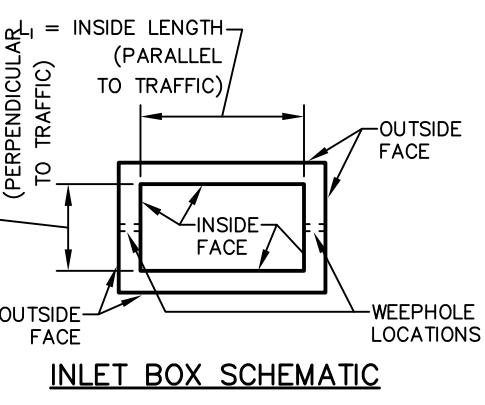 L = INSIDE LENGTH
(PARALLEL
TO TRAFFIC)
(PERPENDICULAR
TO TRAFFIC)
OUTSIDE
FACE
INSIDE
FACE
OUTSIDE
FACE
WEEPHOLE
LOCATIONS
INLET BOX SCHEMATIC